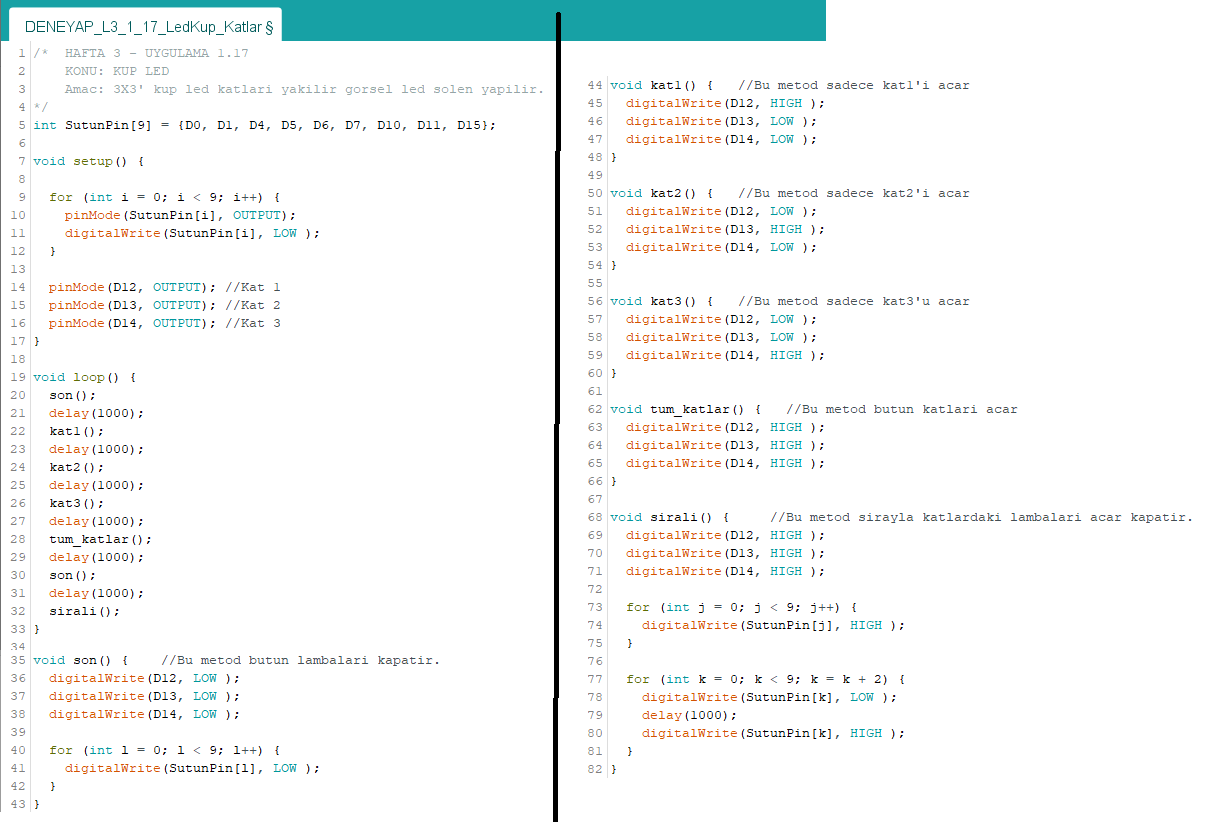 DENEYAP_L3_1_17_LedKup_Katlar §
1 /*  HAFTA 3 - UYGULAMA 1.17
2     KONU: KUP LED
3     Amac: 3X3' kup led katlari yakilir gorsel led solen yapilir.
4 */
5 int SutunPin[9] = {D0, D1, D4, D5, D6, D7, D10, D11, D15};
6
7 void setup() {
8
9   for (int i = 0; i < 9; i++) {
10     pinMode(SutunPin[i], OUTPUT);
11     digitalWrite(SutunPin[i], LOW );
12   }
13
14   pinMode(D12, OUTPUT); //Kat 1
15   pinMode(D13, OUTPUT); //Kat 2
16   pinMode(D14, OUTPUT); //Kat 3
17 }
18
19 void loop() {
20   son();
21   delay(1000);
22   kat1();
23   delay(1000);
24   kat2();
25   delay(1000);
26   kat3();
27   delay(1000);
28   tum_katlar();
29   delay(1000);
30   son();
31   delay(1000);
32   sirali();
33 }
34
35 void son() {    //Bu metod butun lambalari kapatir.
36   digitalWrite(D12, LOW );
37   digitalWrite(D13, LOW );
38   digitalWrite(D14, LOW );
39
40   for (int l = 0; l < 9; l++) {
41     digitalWrite(SutunPin[l], LOW );
42   }
43 }
44 void kat1() {   //Bu metod sadece kat1'i acar
45   digitalWrite(D12, HIGH );
46   digitalWrite(D13, LOW );
47   digitalWrite(D14, LOW );
48 }
49
50 void kat2() {   //Bu metod sadece kat2'i acar
51   digitalWrite(D12, LOW );
52   digitalWrite(D13, HIGH );
53   digitalWrite(D14, LOW );
54 }
55
56 void kat3() {   //Bu metod sadece kat3'u acar
57   digitalWrite(D12, LOW );
58   digitalWrite(D13, LOW );
59   digitalWrite(D14, HIGH );
60 }
61
62 void tum_katlar() {   //Bu metod butun katlari acar
63   digitalWrite(D12, HIGH );
64   digitalWrite(D13, HIGH );
65   digitalWrite(D14, HIGH );
66 }
67
68 void sirali() {     //Bu metod sirayla katlardaki lambalari acar kapatir.
69   digitalWrite(D12, HIGH );
70   digitalWrite(D13, HIGH );
71   digitalWrite(D14, HIGH );
72
73   for (int j = 0; j < 9; j++) {
74     digitalWrite(SutunPin[j], HIGH );
75   }
76
77   for (int k = 0; k < 9; k = k + 2) {
78     digitalWrite(SutunPin[k], LOW );
79     delay(1000);
80     digitalWrite(SutunPin[k], HIGH );
81   }
82 }